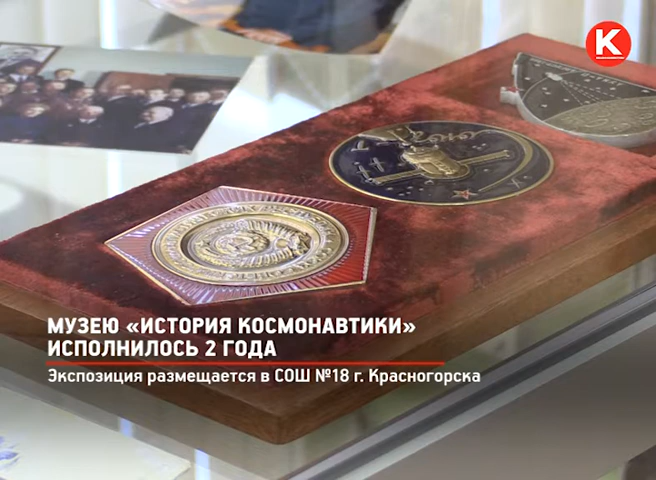 K
МУЗЕЮ «ИСТОРИЯ КОСМОНАВТИКИ»
ИСПОЛНИЛОСЬ 2 ГОДА
Экспозиция размещается в СОШ №18 г. Красногорска